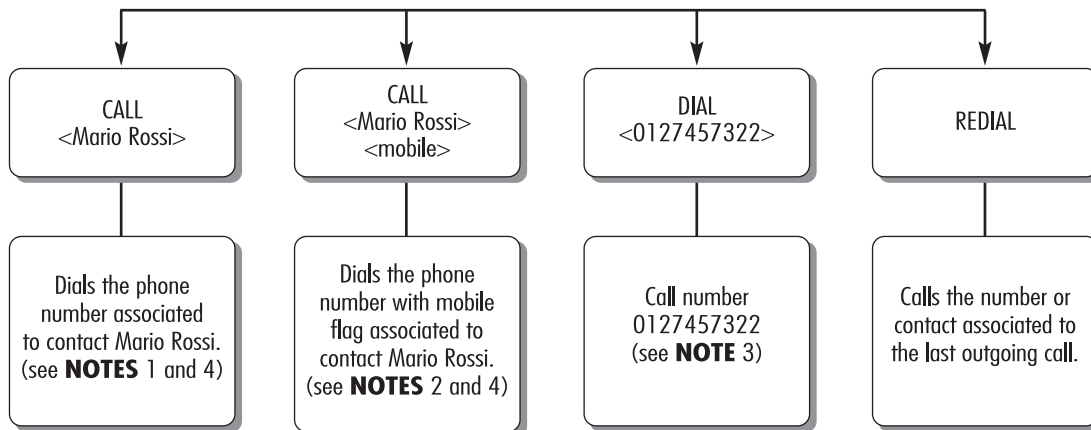 CALL
<Mario Rossi>
CALL
<Mario Rossi>
<mobile>
DIAL
<0127457322>
REDIAL
Dials the phone
number associated
to contact Mario Rossi.
(see NOTES 1 and 4)
Dials the phone
number with mobile
flag associated to
contact Mario Rossi.
(see NOTES 2 and 4)
Call number
0127457322
(see NOTE 3)
Calls the number or
contact associated to
the last outgoing call.